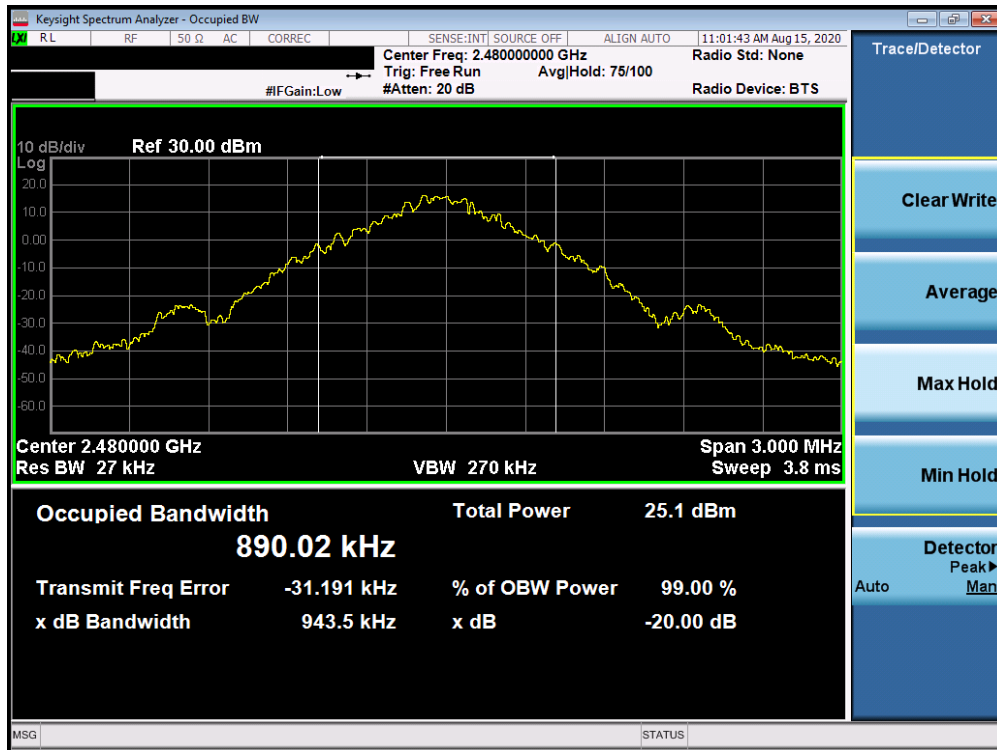 Keysight Spectrum Analyzer - Occupied BW
LXI RL RF 50 Ω AC CORREC SENSE:INT SOURCE OFF ALIGN AUTO 11:01:43 AM Aug 15, 2020
Center Freq: 2.480000000 GHz Radio Std: None
Trig: Free Run Avg|Hold: 75/100
#IFGain:Low #Atten: 20 dB Radio Device: BTS
10 dB/div Ref 30.00 dBm
Log
20.0
10.0
0.00
-10.0
-20.0
-30.0
-40.0
-50.0
-60.0
Center 2.480000 GHz Span 3.000 MHz
Res BW 27 kHz VBW 270 kHz Sweep 3.8 ms
Occupied Bandwidth Total Power 25.1 dBm
890.02 kHz
Transmit Freq Error -31.191 kHz % of OBW Power 99.00 %
x dB Bandwidth 943.5 kHz x dB -20.00 dB
MSG STATUS
Trace/Detector
Clear Write
Average
Max Hold
Min Hold
Detector
Peak▶
Auto Man